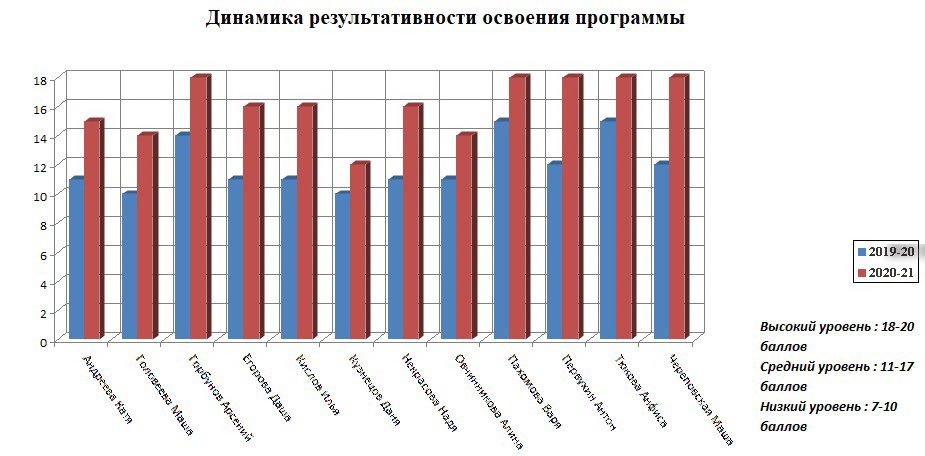 Динамика результативности освоения программы
18
16
14
12
10
8
6
4
2
0
Андреева Катя
Головеева Маша
Горбунов Арсений
Егорова Даша
Кислов Илья
Кузнецов Даня
Некрасова Надя
Овчинникова Алина
Пахомова Варя
Первухин Антон
Тюкова Анфиса
Череповская Маша
2019-20
2020-21
Высокий уровень : 18-20
баллов
Средний уровень : 11-17
баллов
Низкий уровень : 7-10
баллов